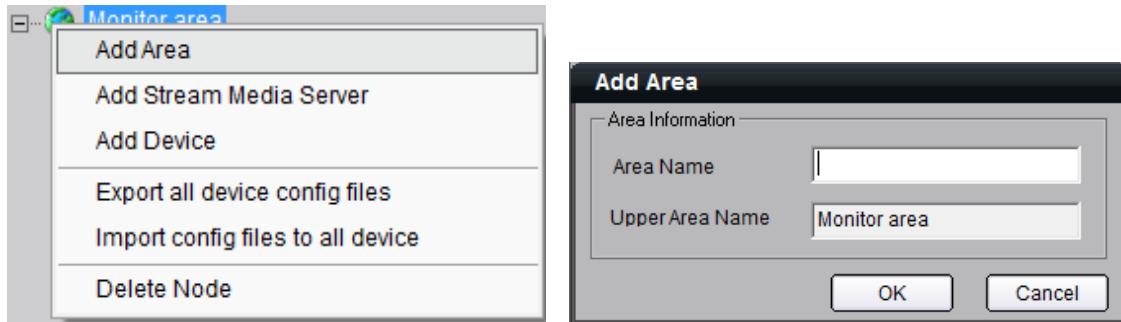 Monitor area
Add Area
Add Stream Media Server
Add Device
Export all device config files
Import config files to all device
Delete Node
Add Area
Area Information
Area Name
Upper Area Name
Monitor area
OK
Cancel